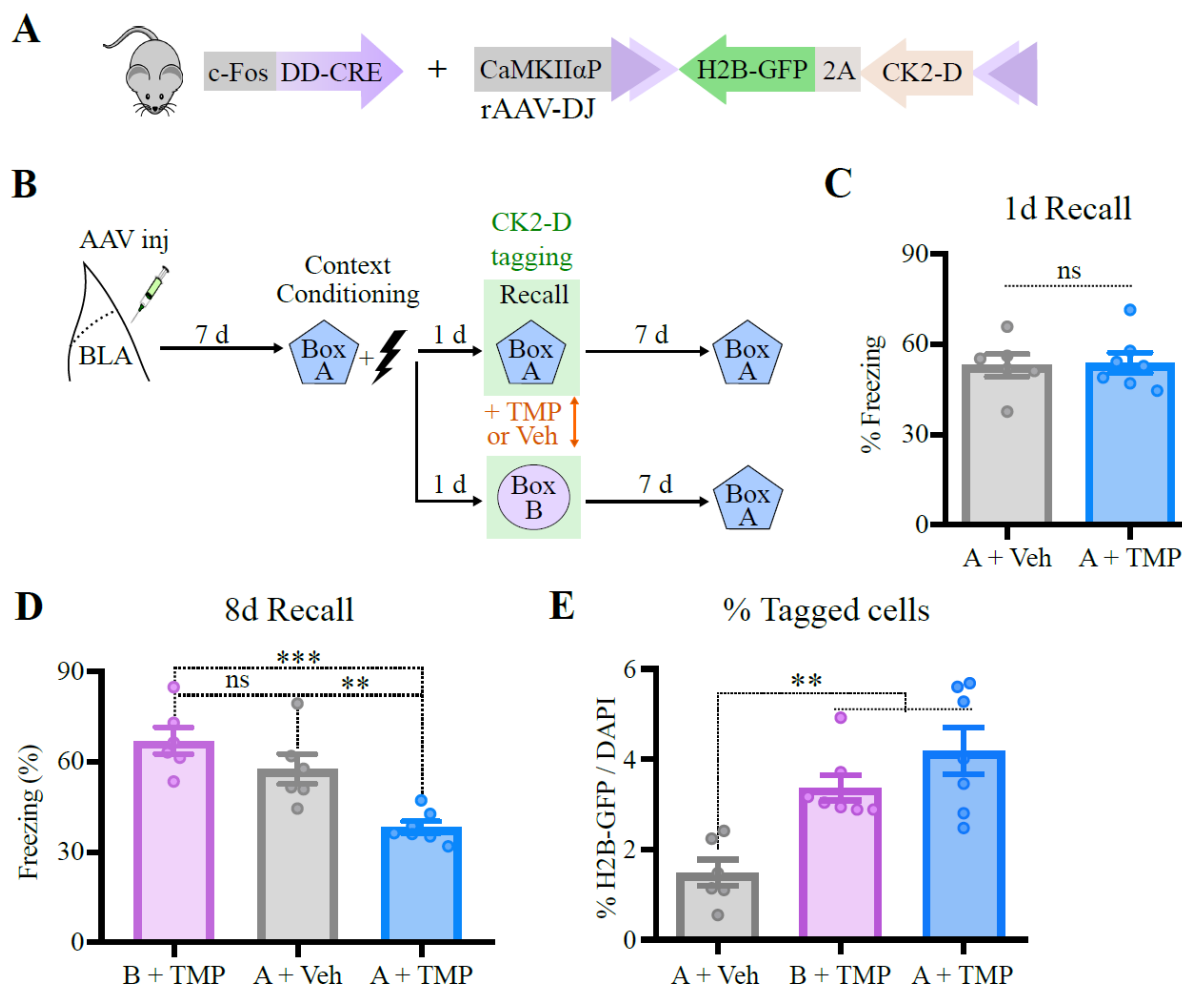 A
c-Fos DD-CRE + CaMKIIαP H2B-GFP 2A CK2-D
rAAV-DJ
B
AAV inj
BLA
7 d
Context
Conditioning
Box
A
+
1 d
CK2-D
tagging
Recall
Box
A
7 d
Box
A
+ TMP
or Veh
1 d
Box
B
7 d
Box
A
C
1d Recall
% Freezing
90
60
30
0
ns
A + Veh A + TMP
D
8d Recall
Freezing (%)
90
60
30
0
***
ns **
B + TMP A + Veh A + TMP
E
% Tagged cells
% H2B-GFP / DAPI
6
4
2
0
**
A + Veh B + TMP A + TMP